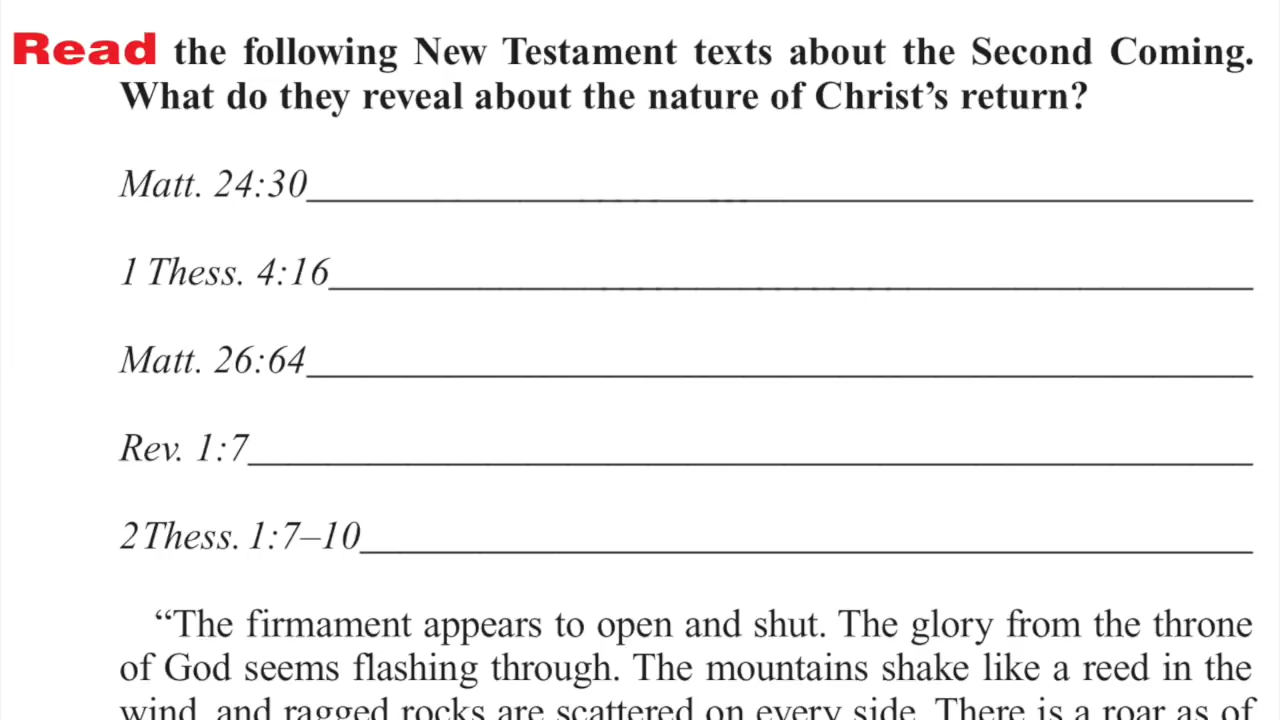 Read the following New Testament texts about the Second Coming.
What do they reveal about the nature of Christ’s return?
Matt. 24:30
1 Thess. 4:16
Matt. 26:64
Rev. 1:7
2 Thess. 1:7–10
“The firmament appears to open and shut. The glory from the throne
of God seems flashing through. The mountains shake like a reed in the
wind, and ragged rocks are scattered on every side. There is a roar as of